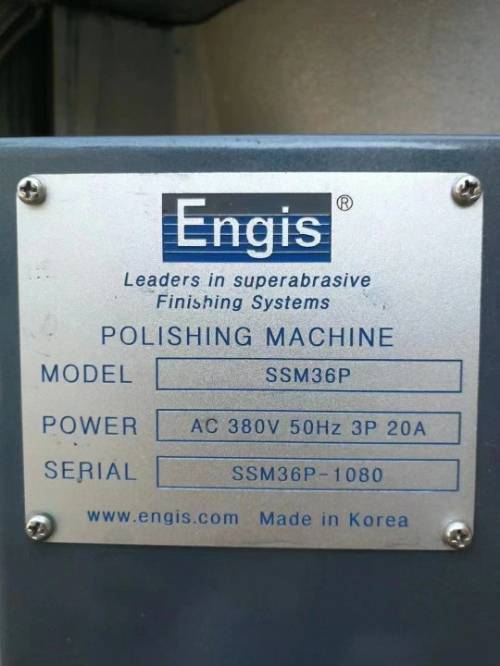 Engis®
Leaders in superabrasive
Finishing Systems
POLISHING MACHINE
MODEL SSM36P
POWER AC 380V 50Hz 3P 20A
SERIAL SSM36P-1080
www.engis.com Made in Korea